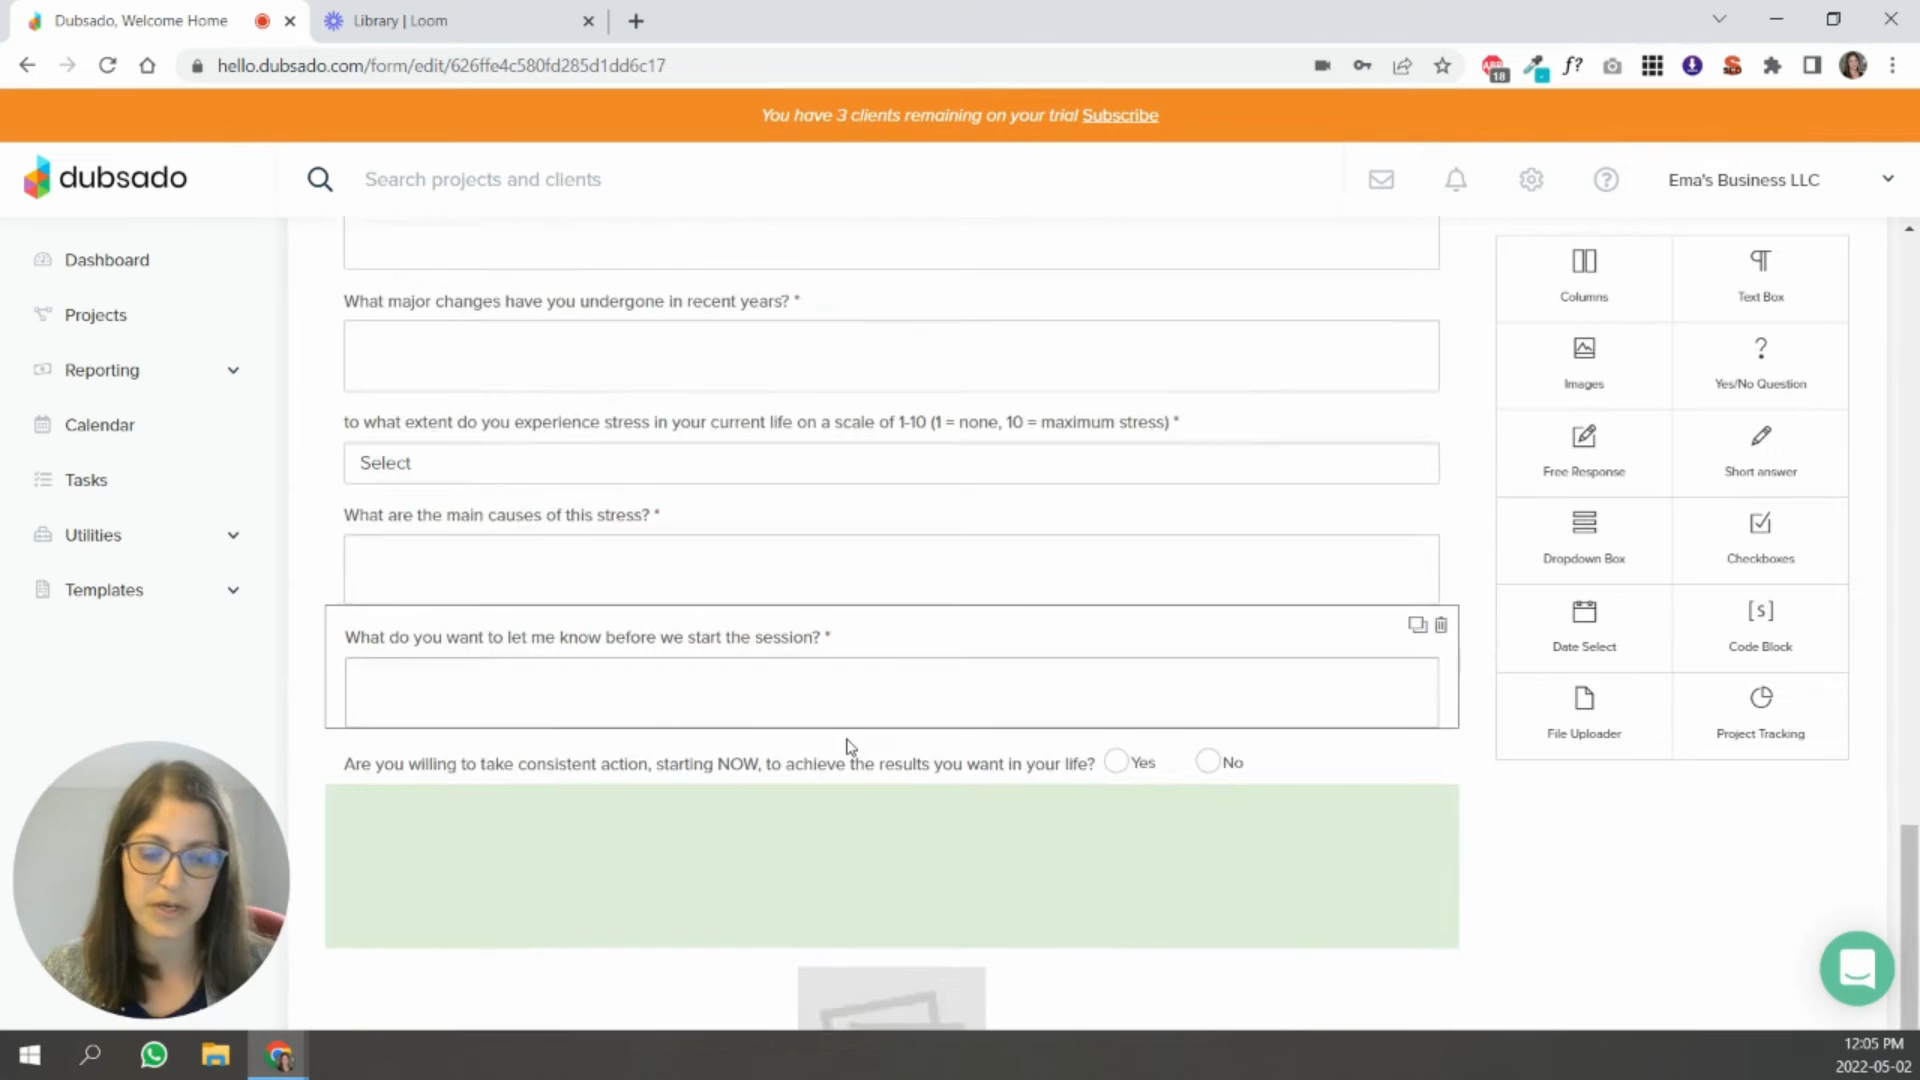 Dubsado, Welcome Home
Library | Loom
hello.dubsado.com/form/edit/626ffe4c580fd285d1dd6c17
18
f?
You have 3 clients remaining on your trial Subscribe
dubsado
Search projects and clients
Ema's Business LLC
Dashboard
Projects
Reporting
Calendar
Tasks
Utilities
Templates
What major changes have you undergone in recent years? *
to what extent do you experience stress in your current life on a scale of 1-10 (1 = none, 10 = maximum stress) *
Select
What are the main causes of this stress? *
What do you want to let me know before we start the session? *
Are you willing to take consistent action, starting NOW, to achieve the results you want in your life? Yes No
Columns
Text Box
Images
Yes/No Question
Free Response
Short answer
Dropdown Box
Checkboxes
Date Select
[s]
Code Block
File Uploader
Project Tracking
12:05 PM
2022-05-02